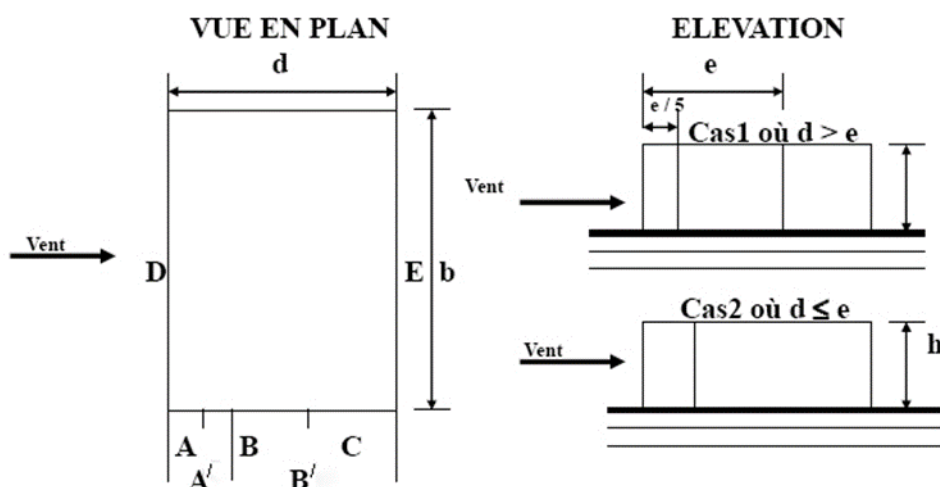 VUE EN PLAN
d
Vent
D
E
b
A
B
C
A/
B/
ELEVATION
e
e / 5
Cas1 où d > e
Vent
Cas2 où d ≤ e
Vent
h